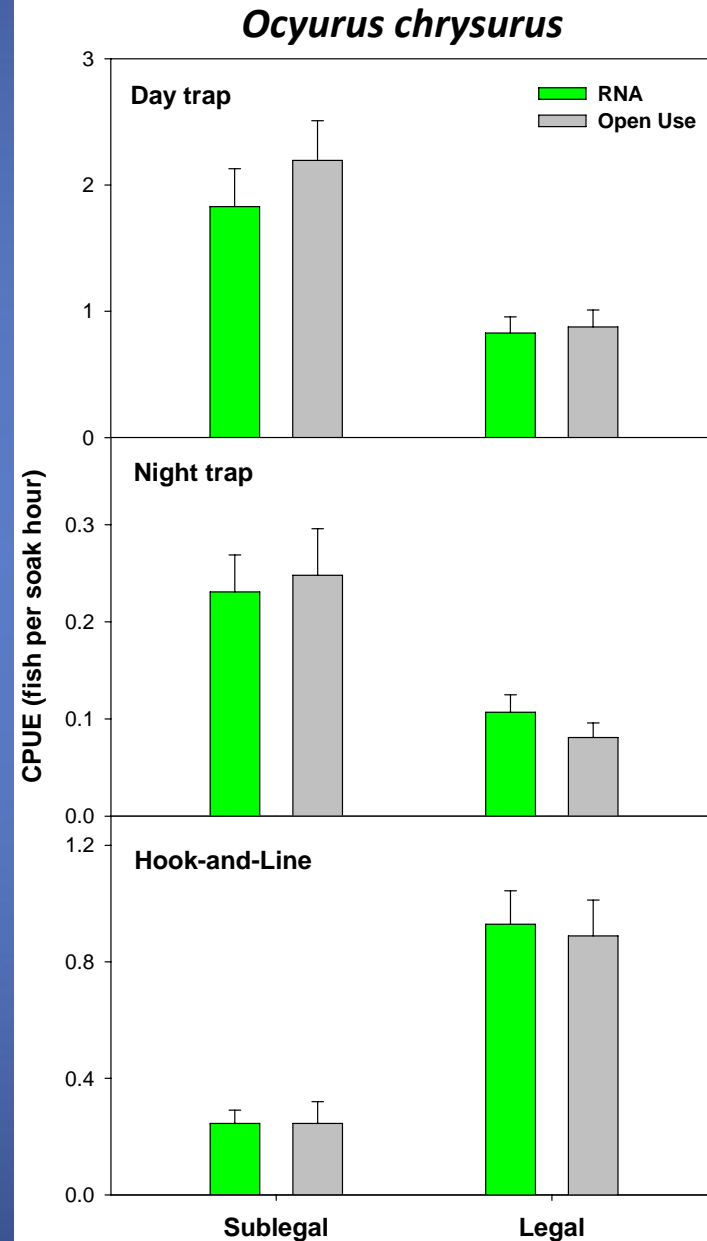 Ocyurus chrysurus
Day trap
RNA
Open Use
3
2
1
0
Night trap
0.3
0.2
0.1
0.0
Hook-and-Line
1.2
0.8
0.4
0.0
CPUE (fish per soak hour)
Sublegal Legal